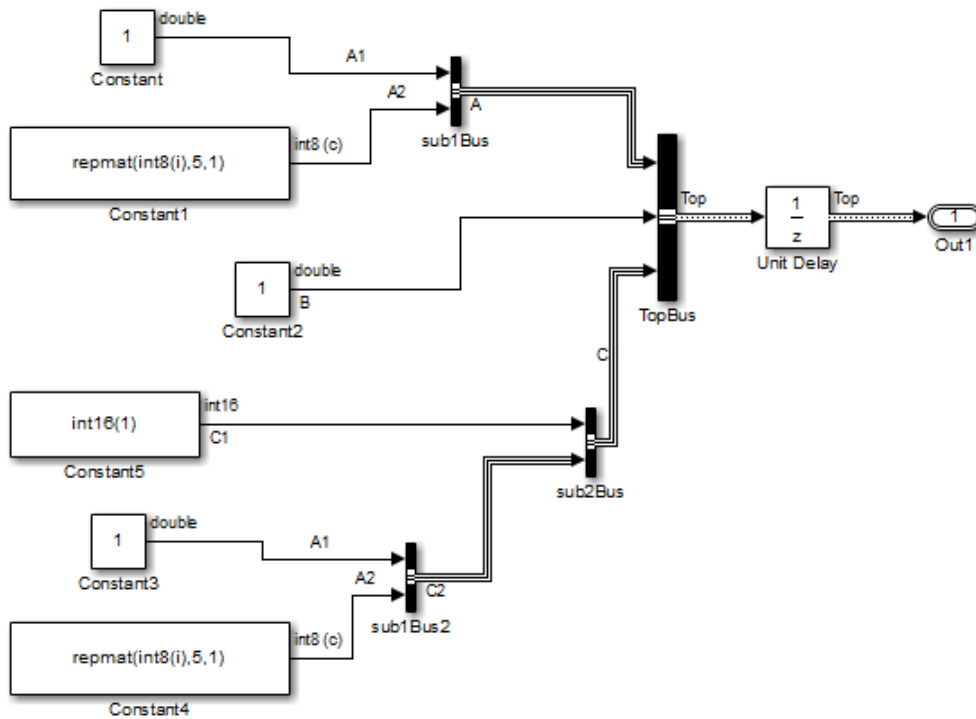 double
1
A1
Constant
A2
A
sub1Bus
int8 (c)
repmat(int8(i),5,1)
Constant1
Top
1
z
Top
1
Unit Delay
Out1
double
1
B
Constant2
TopBus
C
int16
int16(1)
C1
Constant5
sub2Bus
double
1
A1
Constant3
A2
C2
sub1Bus2
int8 (c)
repmat(int8(i),5,1)
Constant4